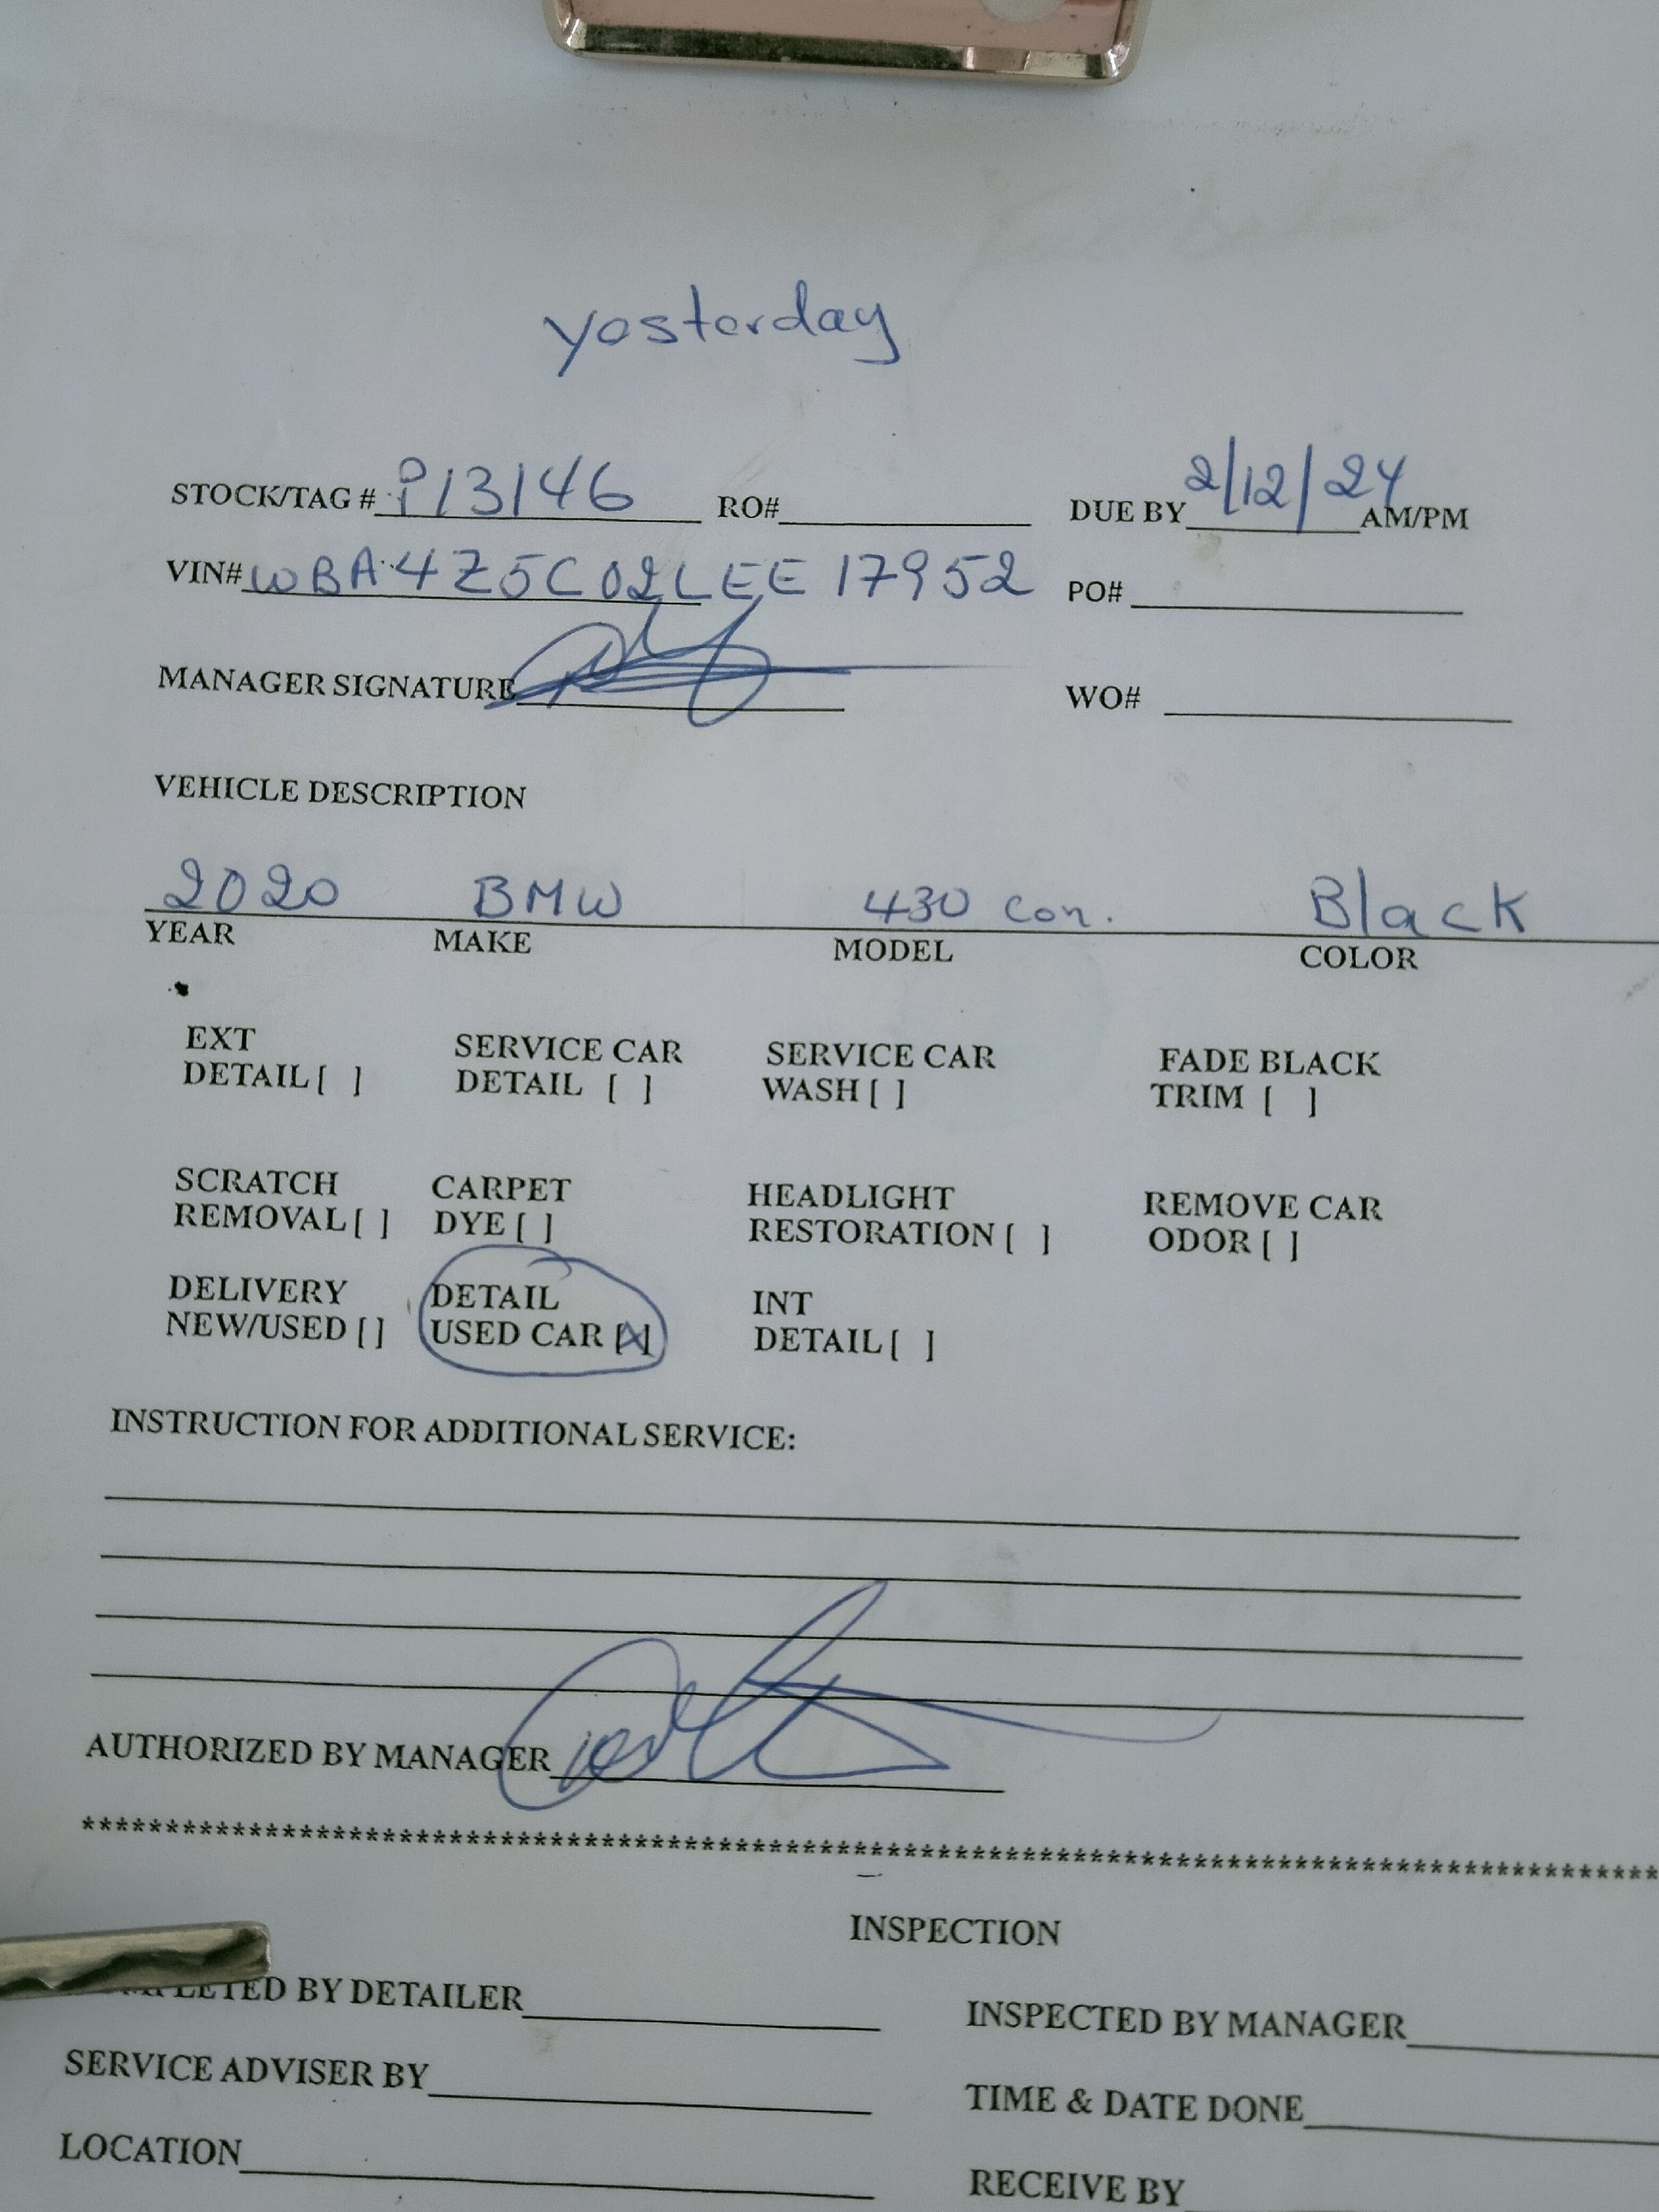 yesterday
STOCK/TAG # P13146 RO# DUE BY 2/12/24 AM/PM
VIN# WBA4Z5C02LEE17952 PO#
MANAGER SIGNATURE WO#
VEHICLE DESCRIPTION
2020 BMW 430 Con. Black
YEAR MAKE MODEL COLOR
EXT SERVICE CAR SERVICE CAR FADE BLACK
DETAIL [ ] DETAIL [ ] WASH [ ] TRIM [ ]
SCRATCH CARPET HEADLIGHT REMOVE CAR
REMOVAL [ ] DYE [ ] RESTORATION [ ] ODOR [ ]
DELIVERY DETAIL INT
NEW/USED [ ] USED CAR [X] DETAIL [ ]
INSTRUCTION FOR ADDITIONAL SERVICE:
AUTHORIZED BY MANAGER
INSPECTION
BY DETAILER INSPECTED BY MANAGER
SERVICE ADVISER BY TIME & DATE DONE
LOCATION RECEIVE BY